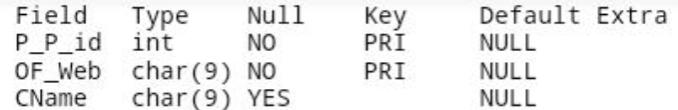 Field Type Null Key Default Extra
P_P_id int NO PRI NULL
OF_Web char(9) NO PRI NULL
CName char(9) YES NULL